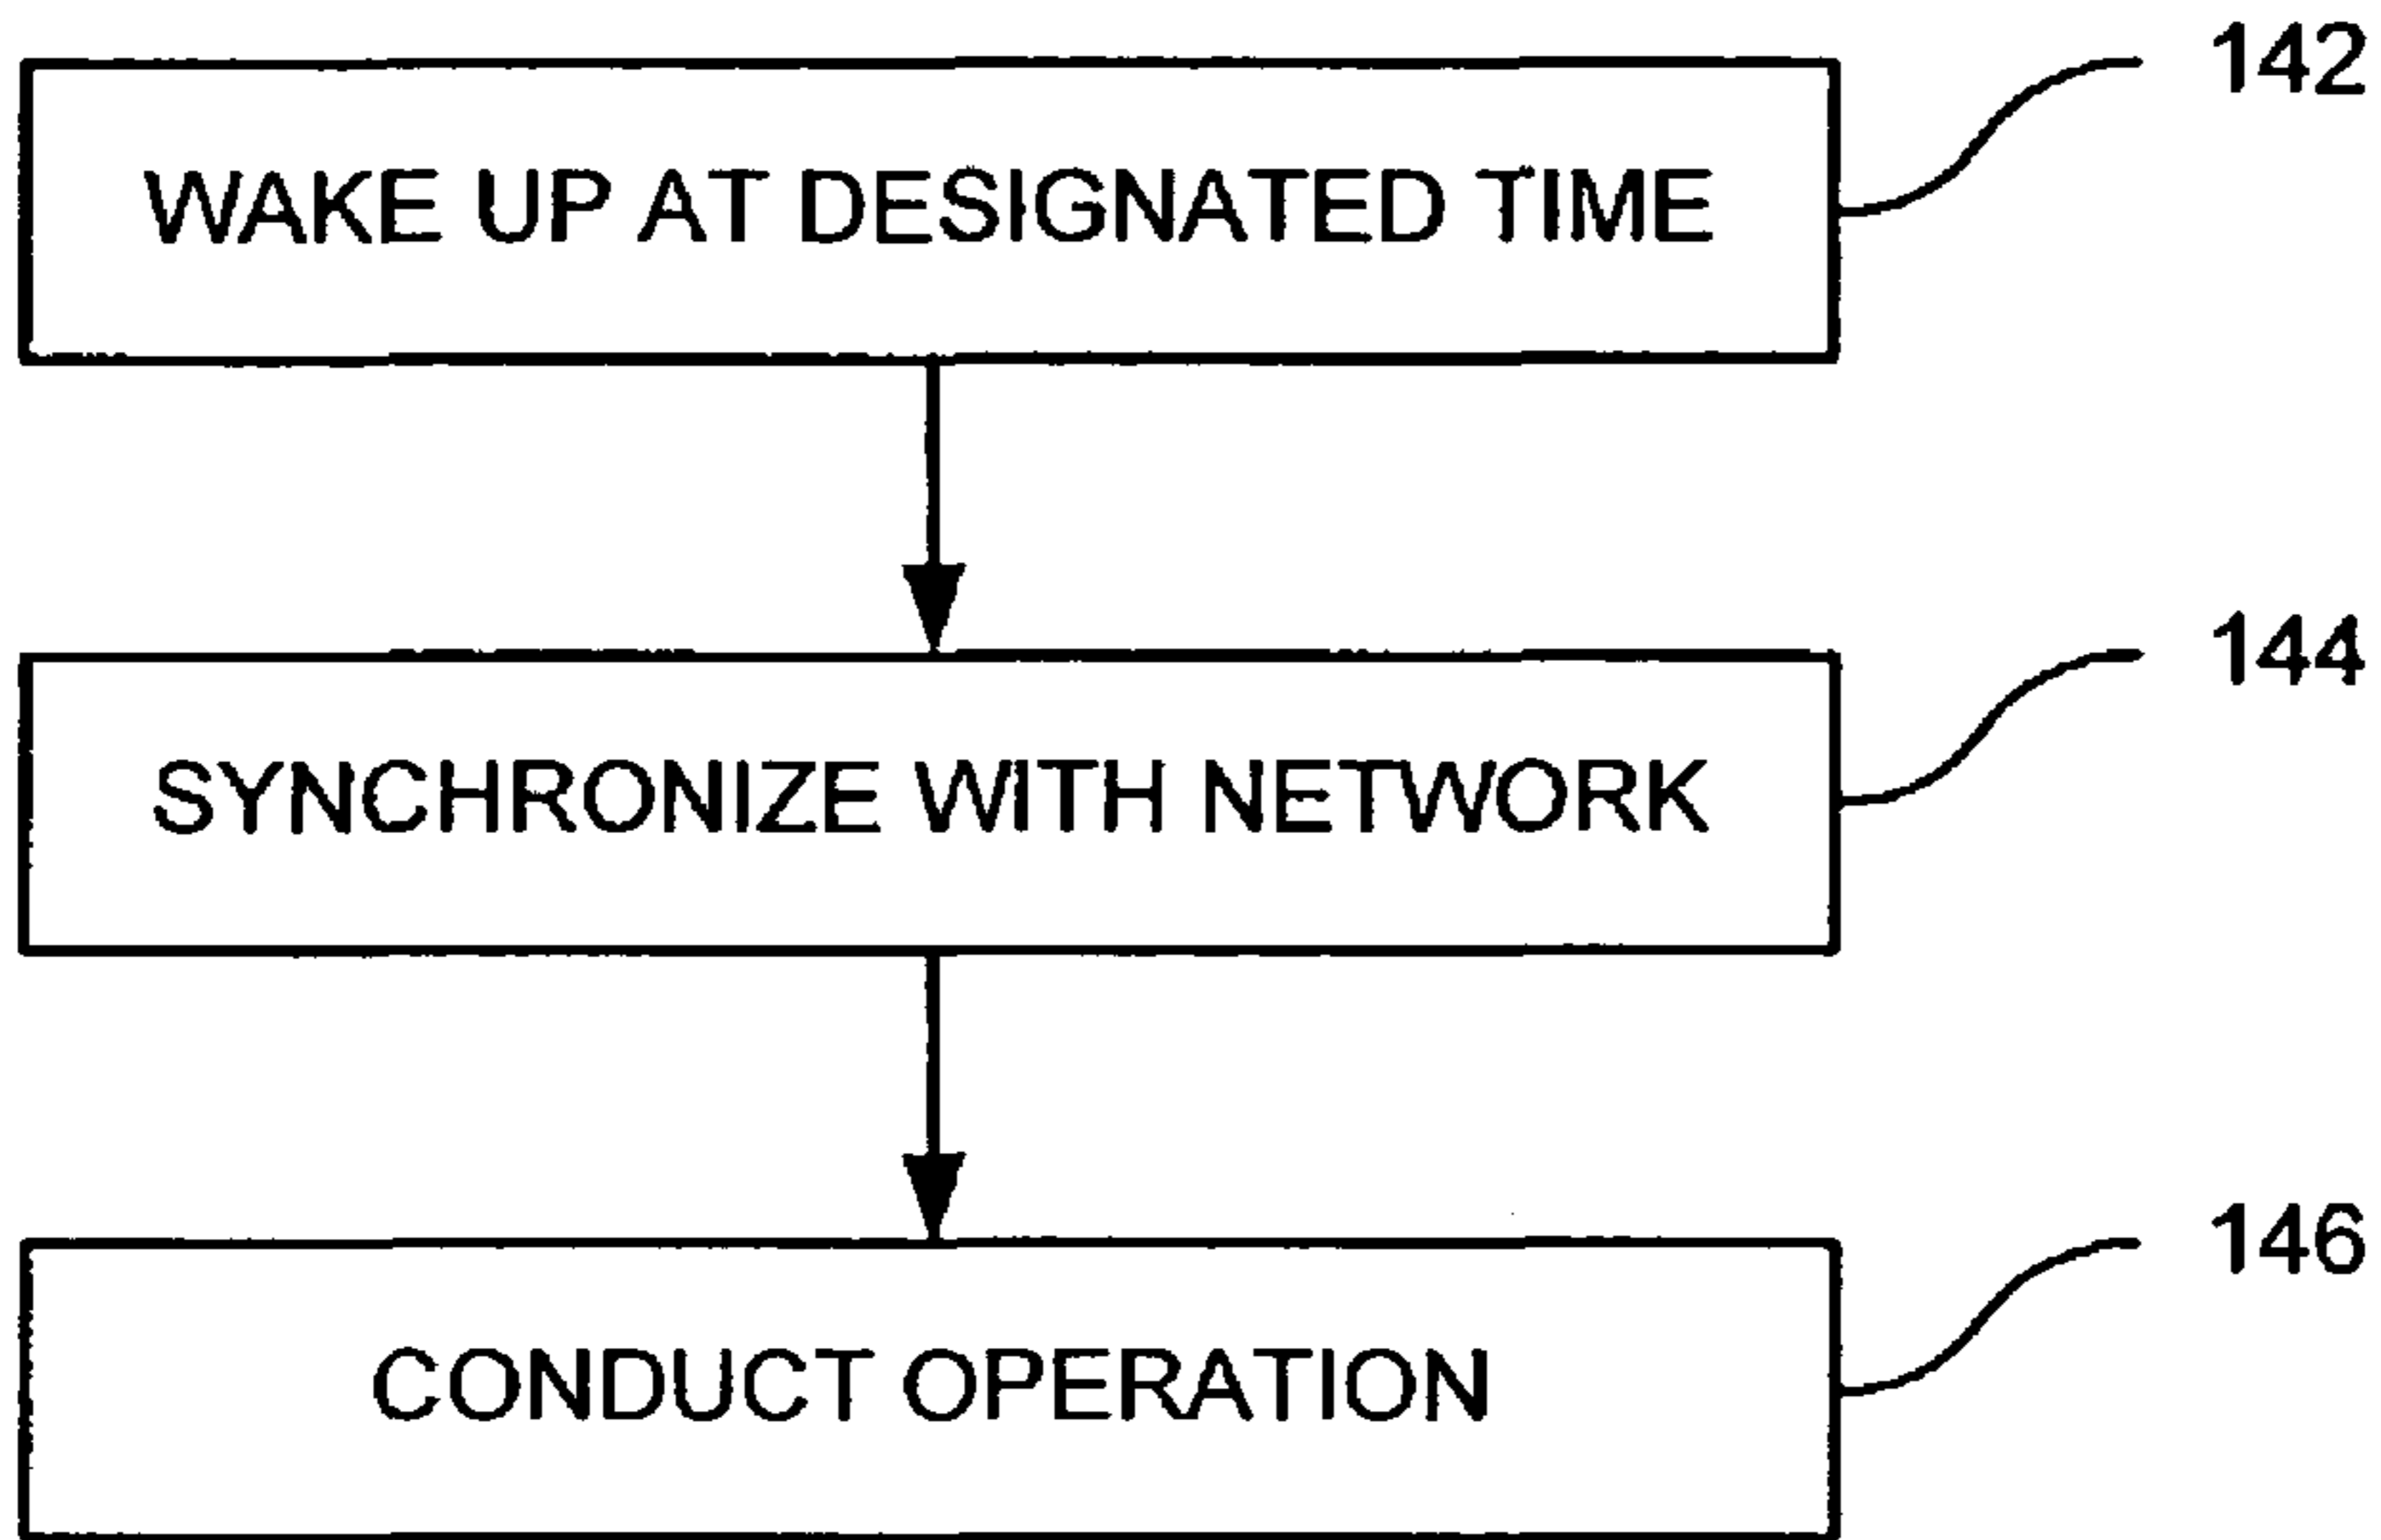 142
WAKE UP AT DESIGNATED TIME
144
SYNCHRONIZE WITH NETWORK
146
CONDUCT OPERATION